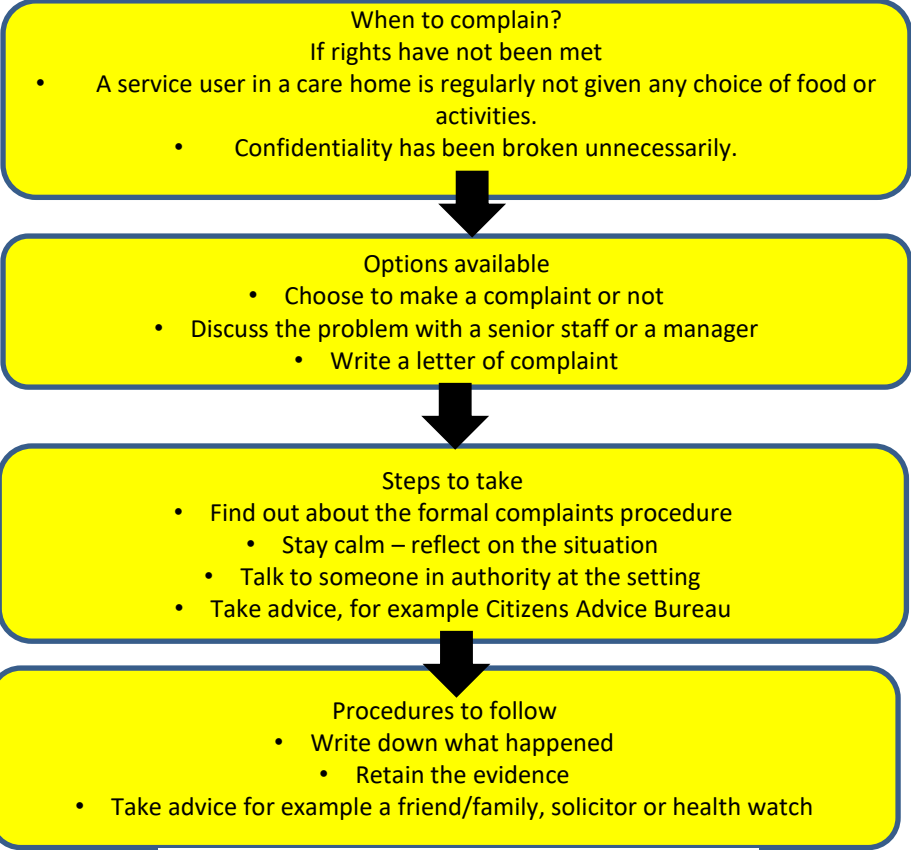 When to complain?
If rights have not been met
• A service user in a care home is regularly not given any choice of food or
activities.
• Confidentiality has been broken unnecessarily.
Options available
• Choose to make a complaint or not
• Discuss the problem with a senior staff or a manager
• Write a letter of complaint
Steps to take
• Find out about the formal complaints procedure
• Stay calm – reflect on the situation
• Talk to someone in authority at the setting
• Take advice, for example Citizens Advice Bureau
Procedures to follow
• Write down what happened
• Retain the evidence
• Take advice for example a friend/family, solicitor or health watch